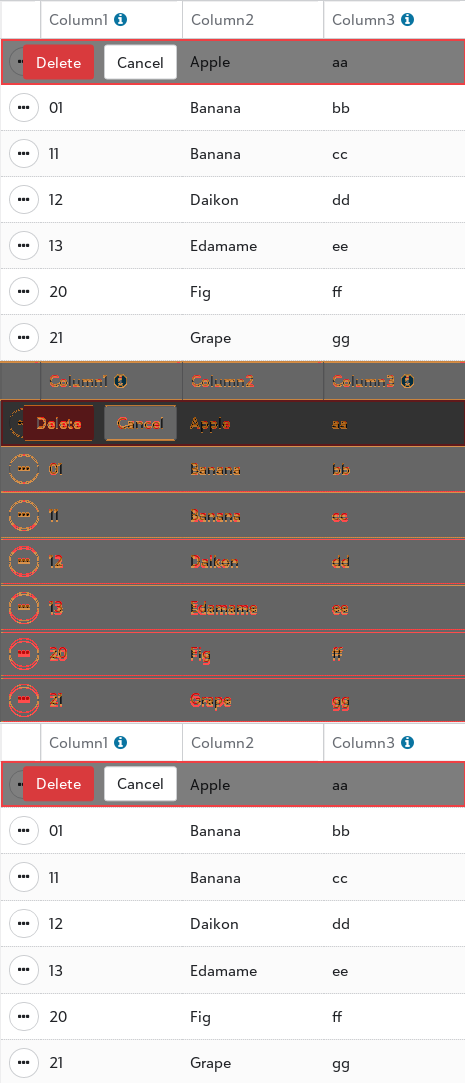 Column1 Column2 Column3
Delete Cancel Apple aa
01 Banana bb
11 Banana cc
12 Daikon dd
13 Edamame ee
20 Fig ff
21 Grape gg
Column1 Column2 Column3
Delete Cancel Apple aa
01 Banana bb
11 Banana cc
12 Daikon dd
13 Edamame ee
20 Fig ff
21 Grape gg
Column1 Column2 Column3
Delete Cancel Apple aa
01 Banana bb
11 Banana cc
12 Daikon dd
13 Edamame ee
20 Fig ff
21 Grape gg